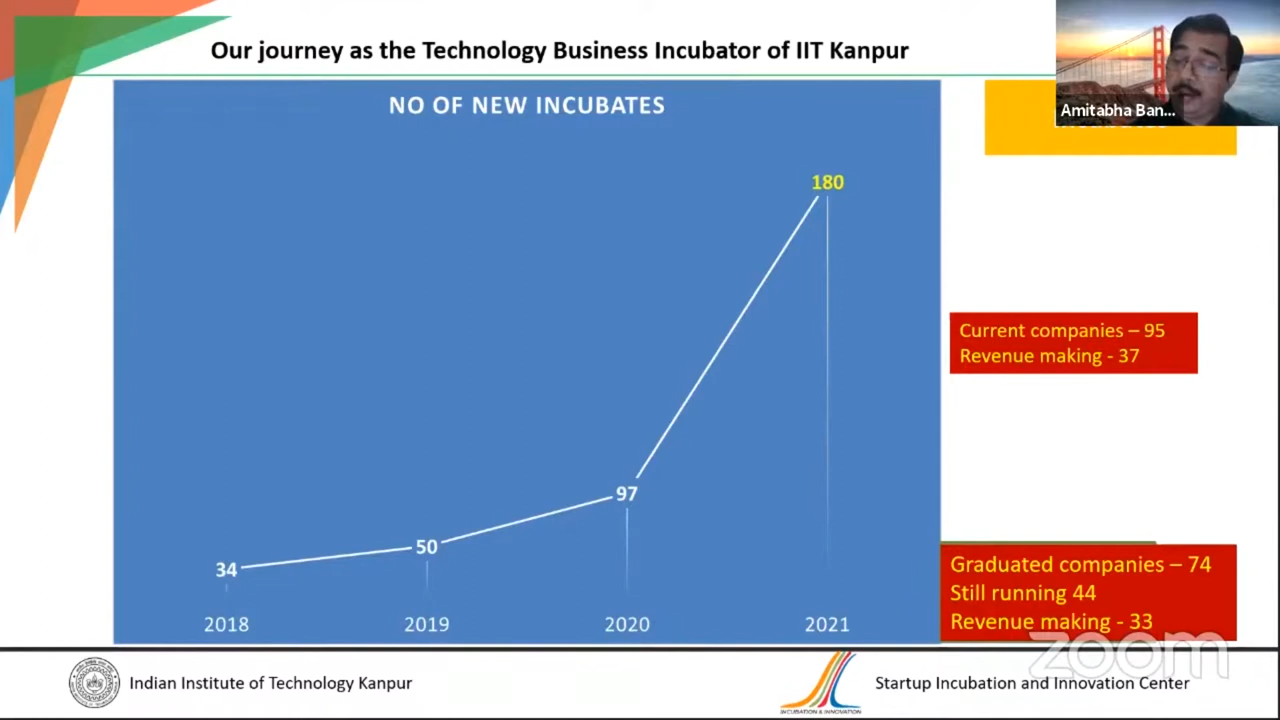 Our journey as the Technology Business Incubator of IIT Kanpur
Amitabha Ban...
NO OF NEW INCUBATES
180
97
50
34
2018 2019 2020 2021
Current companies – 95
Revenue making - 37
Graduated companies – 74
Still running 44
Revenue making - 33
zoom
Indian Institute of Technology Kanpur
INCUBATION & INNOVATION
Startup Incubation and Innovation Center